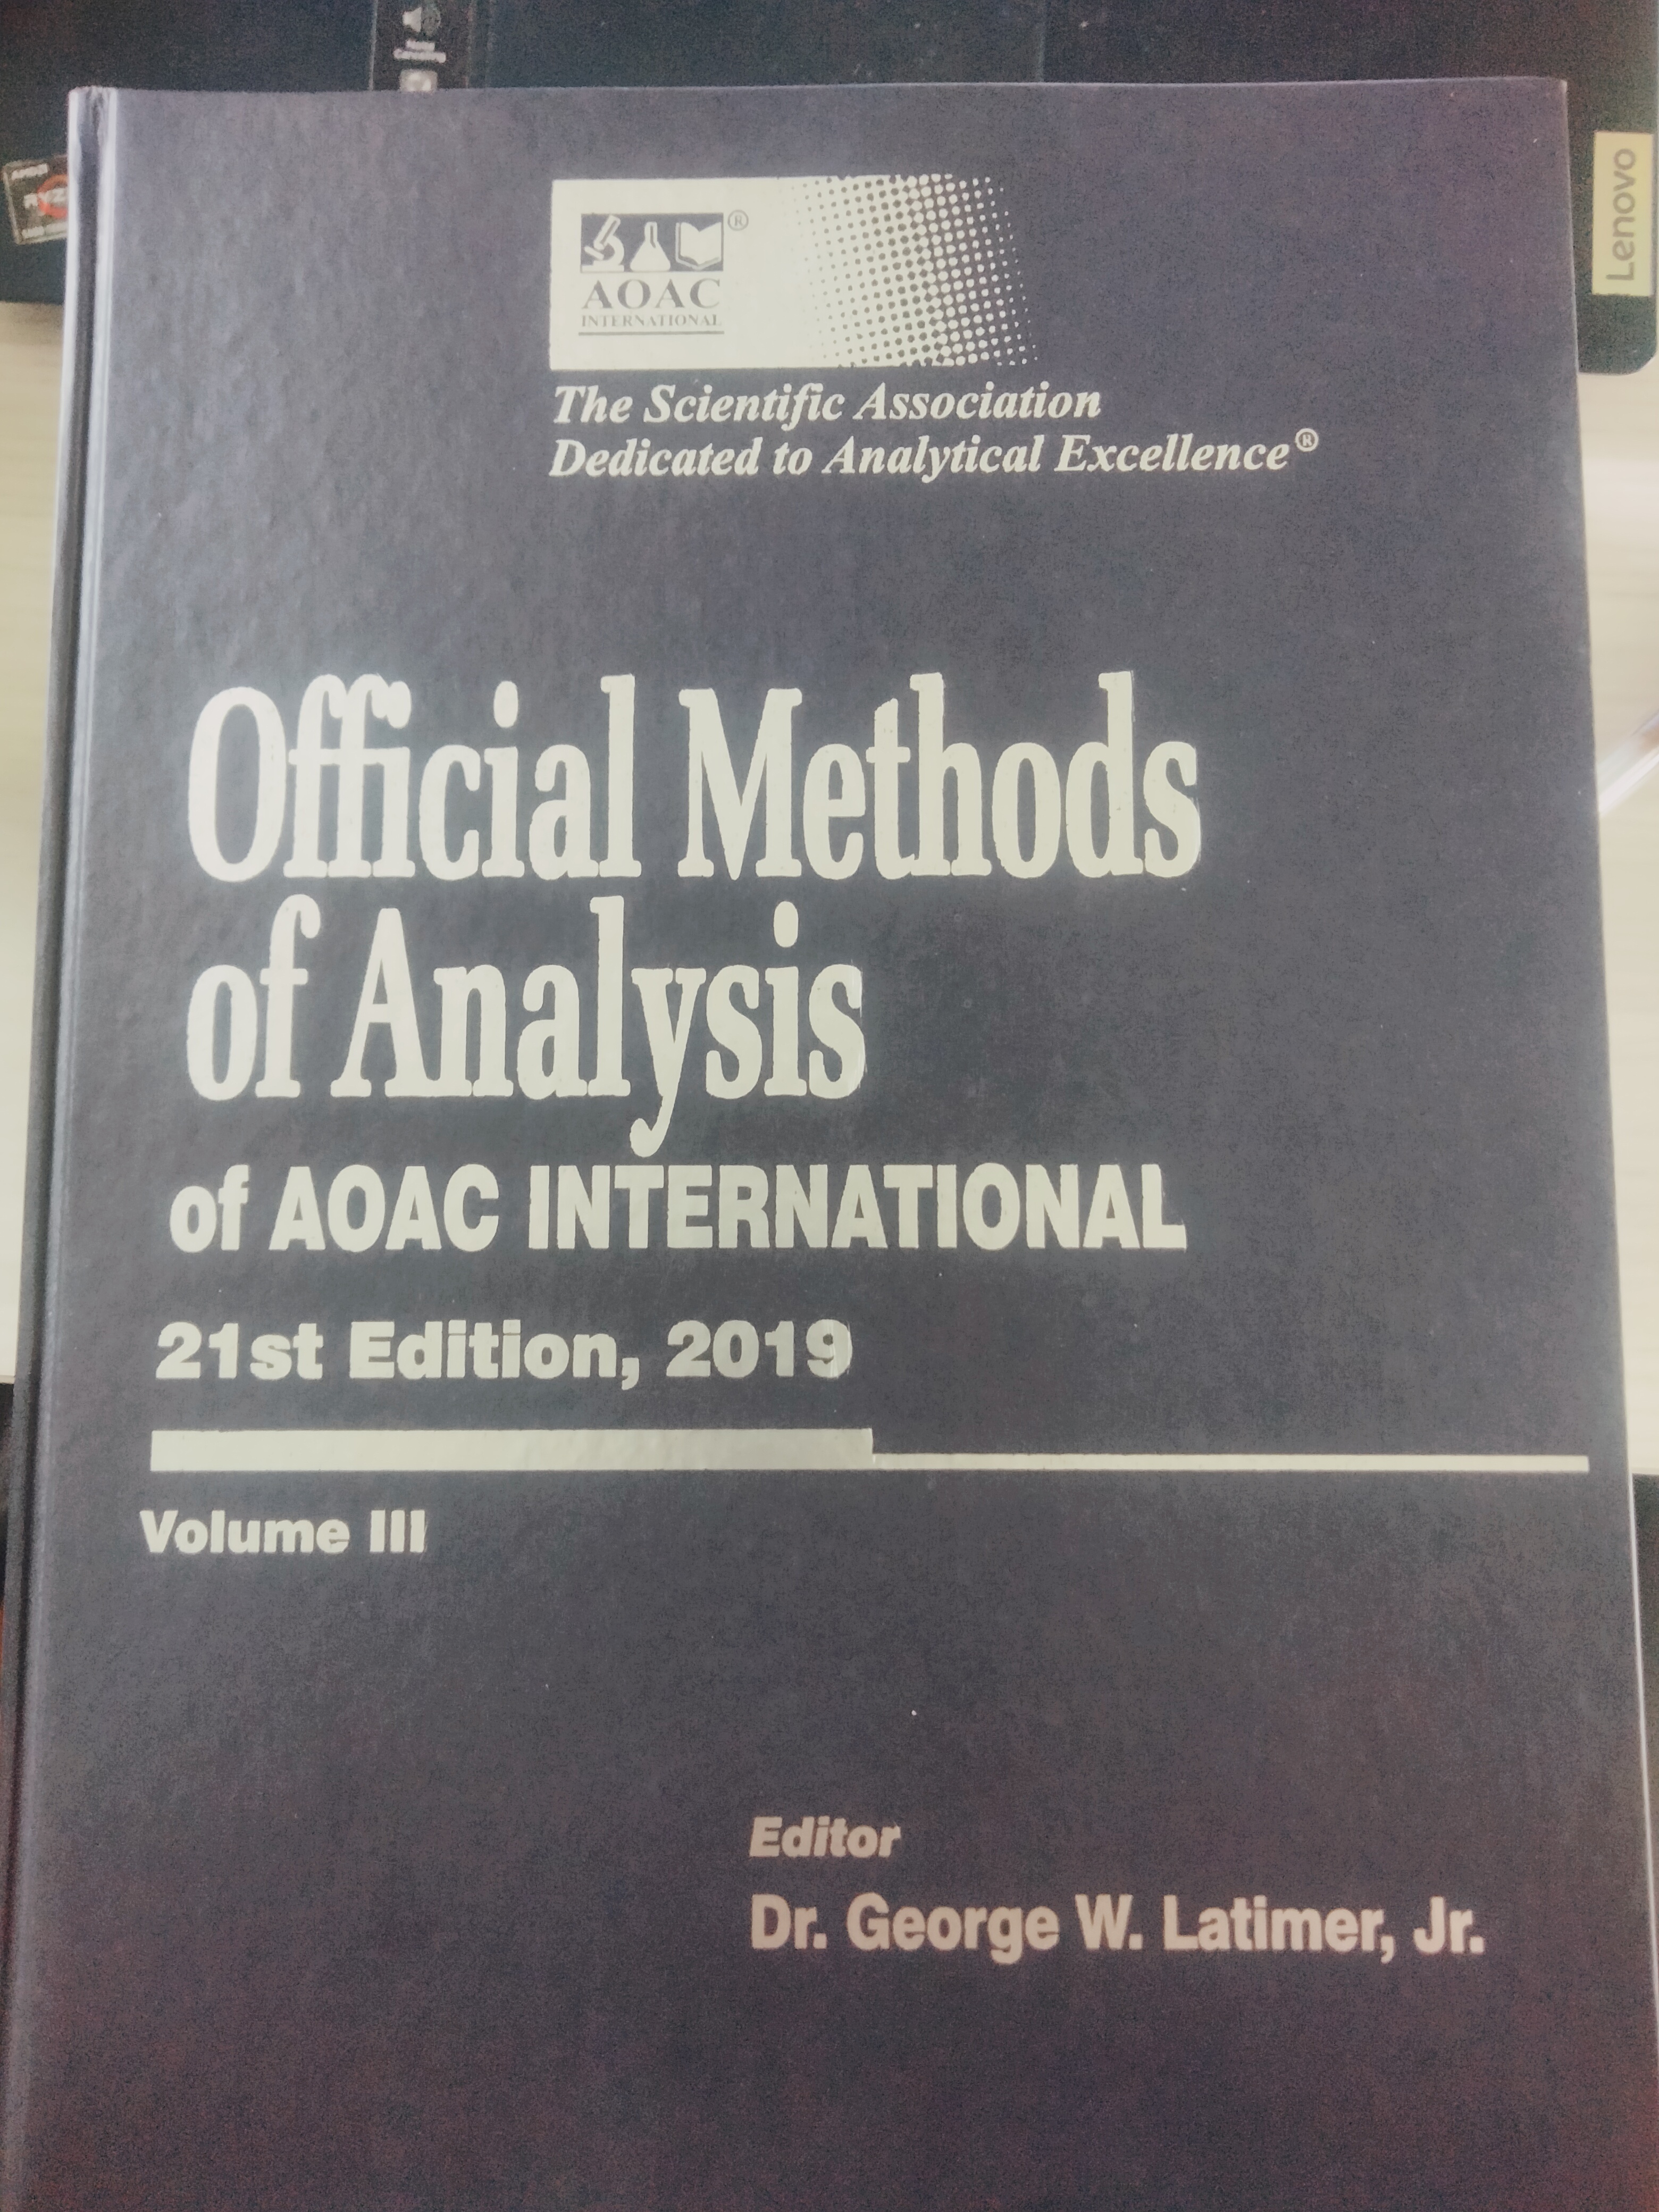 AOAC
INTERNATIONAL
®
The Scientific Association
Dedicated to Analytical Excellence®
Official Methods
of Analysis
of AOAC INTERNATIONAL
21st Edition, 2019
Volume III
Editor
Dr. George W. Latimer, Jr.
Lenovo